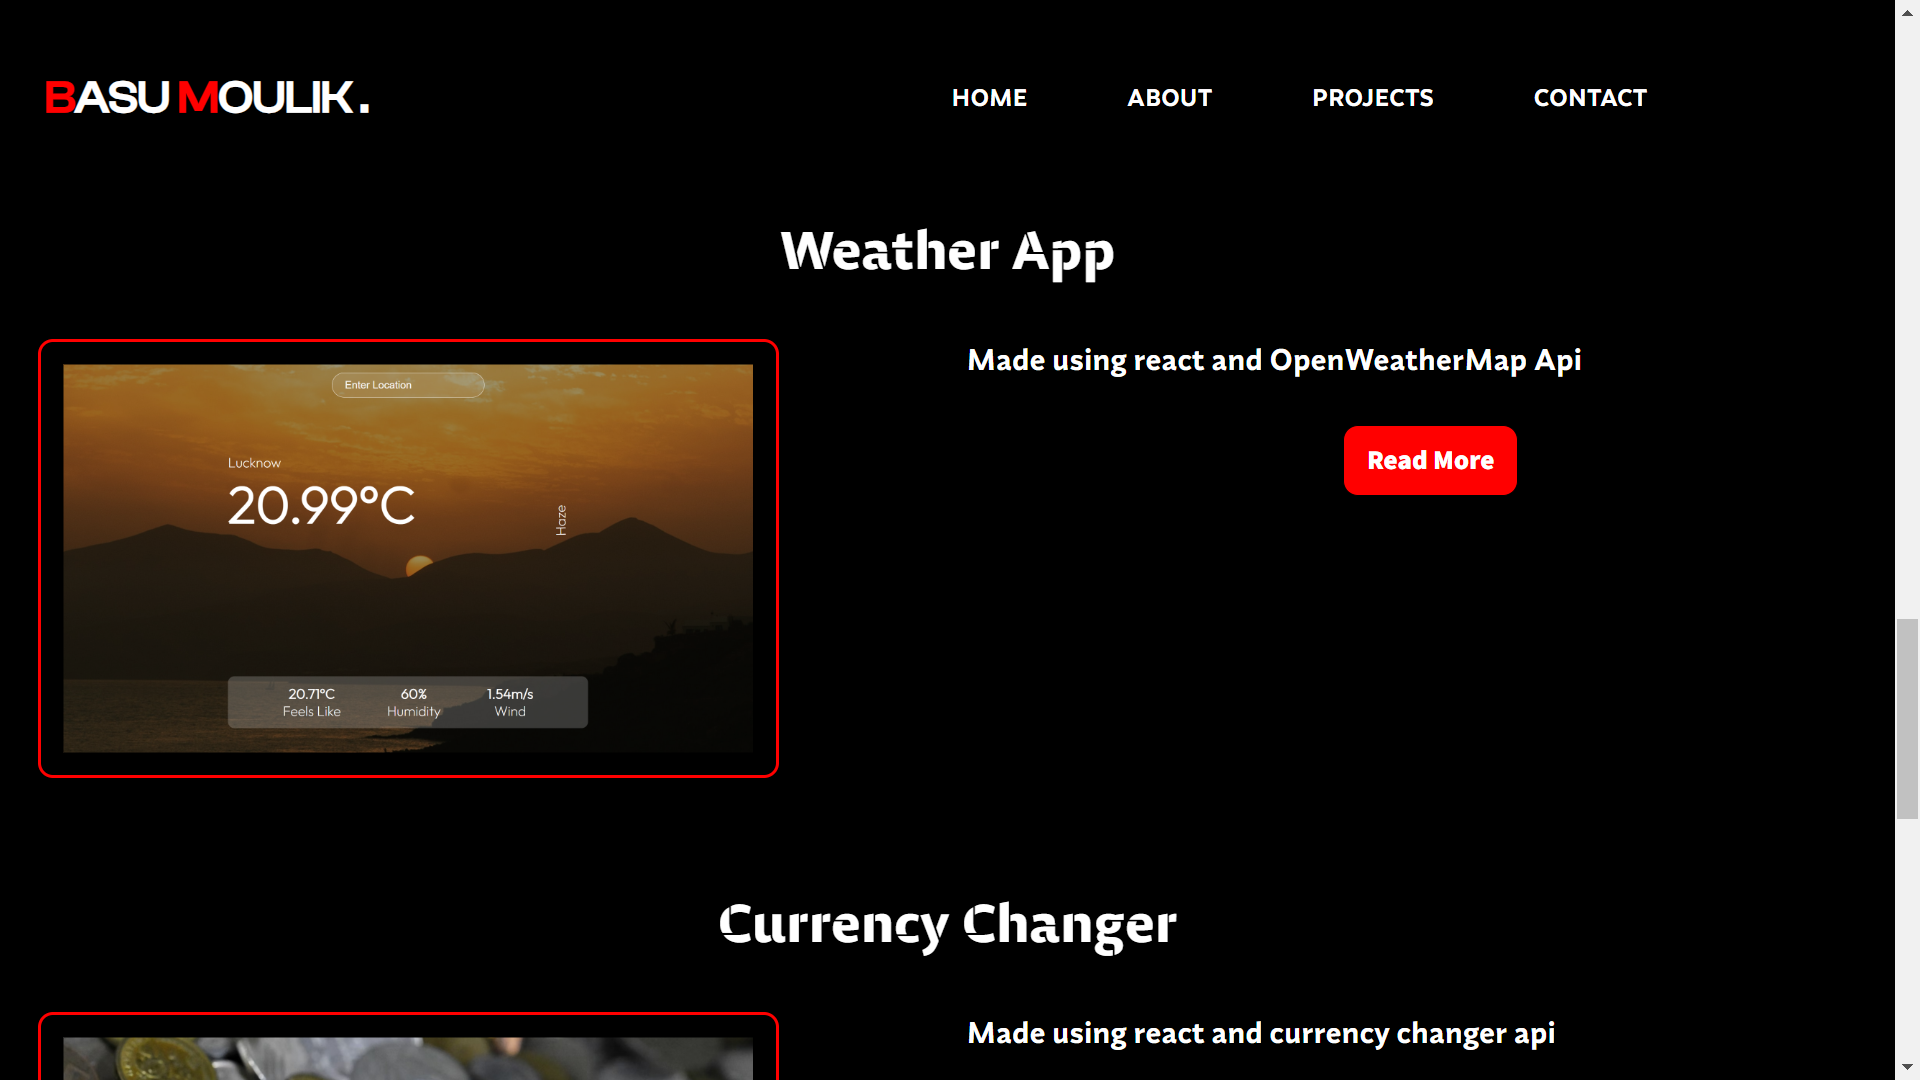 BASU MOULIK.
HOME ABOUT PROJECTS CONTACT
Weather App
Enter Location
Lucknow
20.99°C
Haze
20.71°C 60% 1.54m/s
Feels Like Humidity Wind
Made using react and OpenWeatherMap Api
Read More
Currency Changer
Made using react and currency changer api